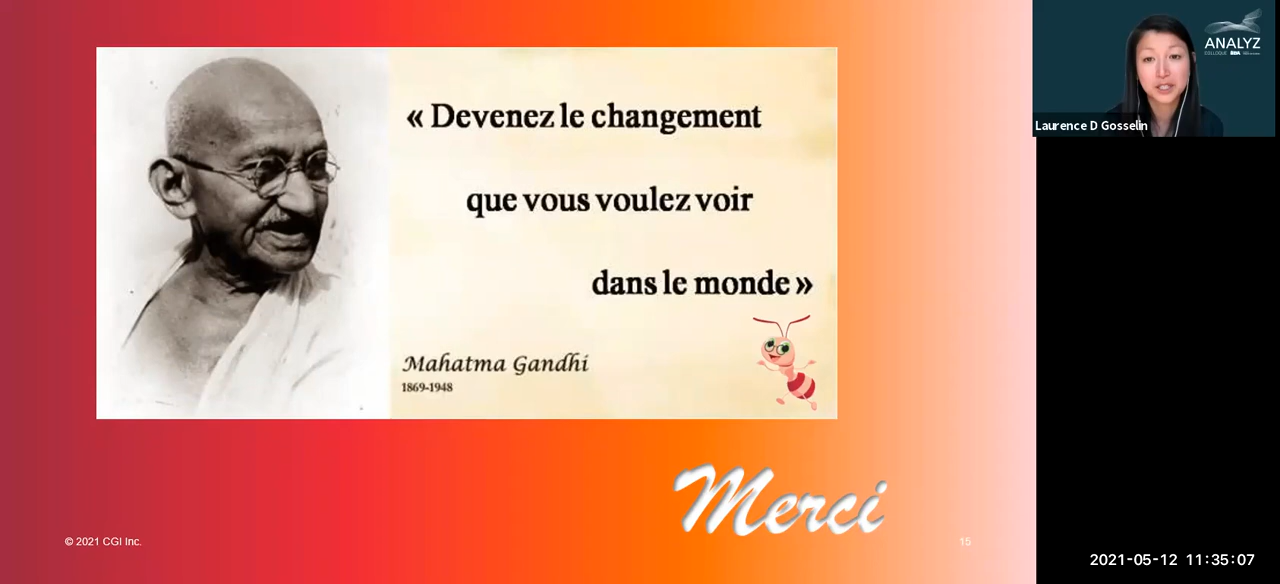 « Devenez le changement
que vous voulez voir
dans le monde »
Mahatma Gandhi
1869-1948
Merci
© 2021 CGI Inc.
15
ANALYZ
COLLOQUE
Laurence D Gosselin
2021-05-12 11:35:07